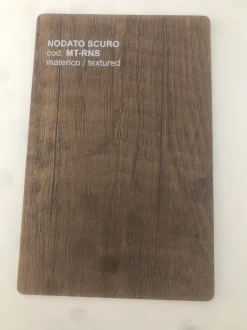 NODATO SCURO
cod. MT-RNS
materico / textured